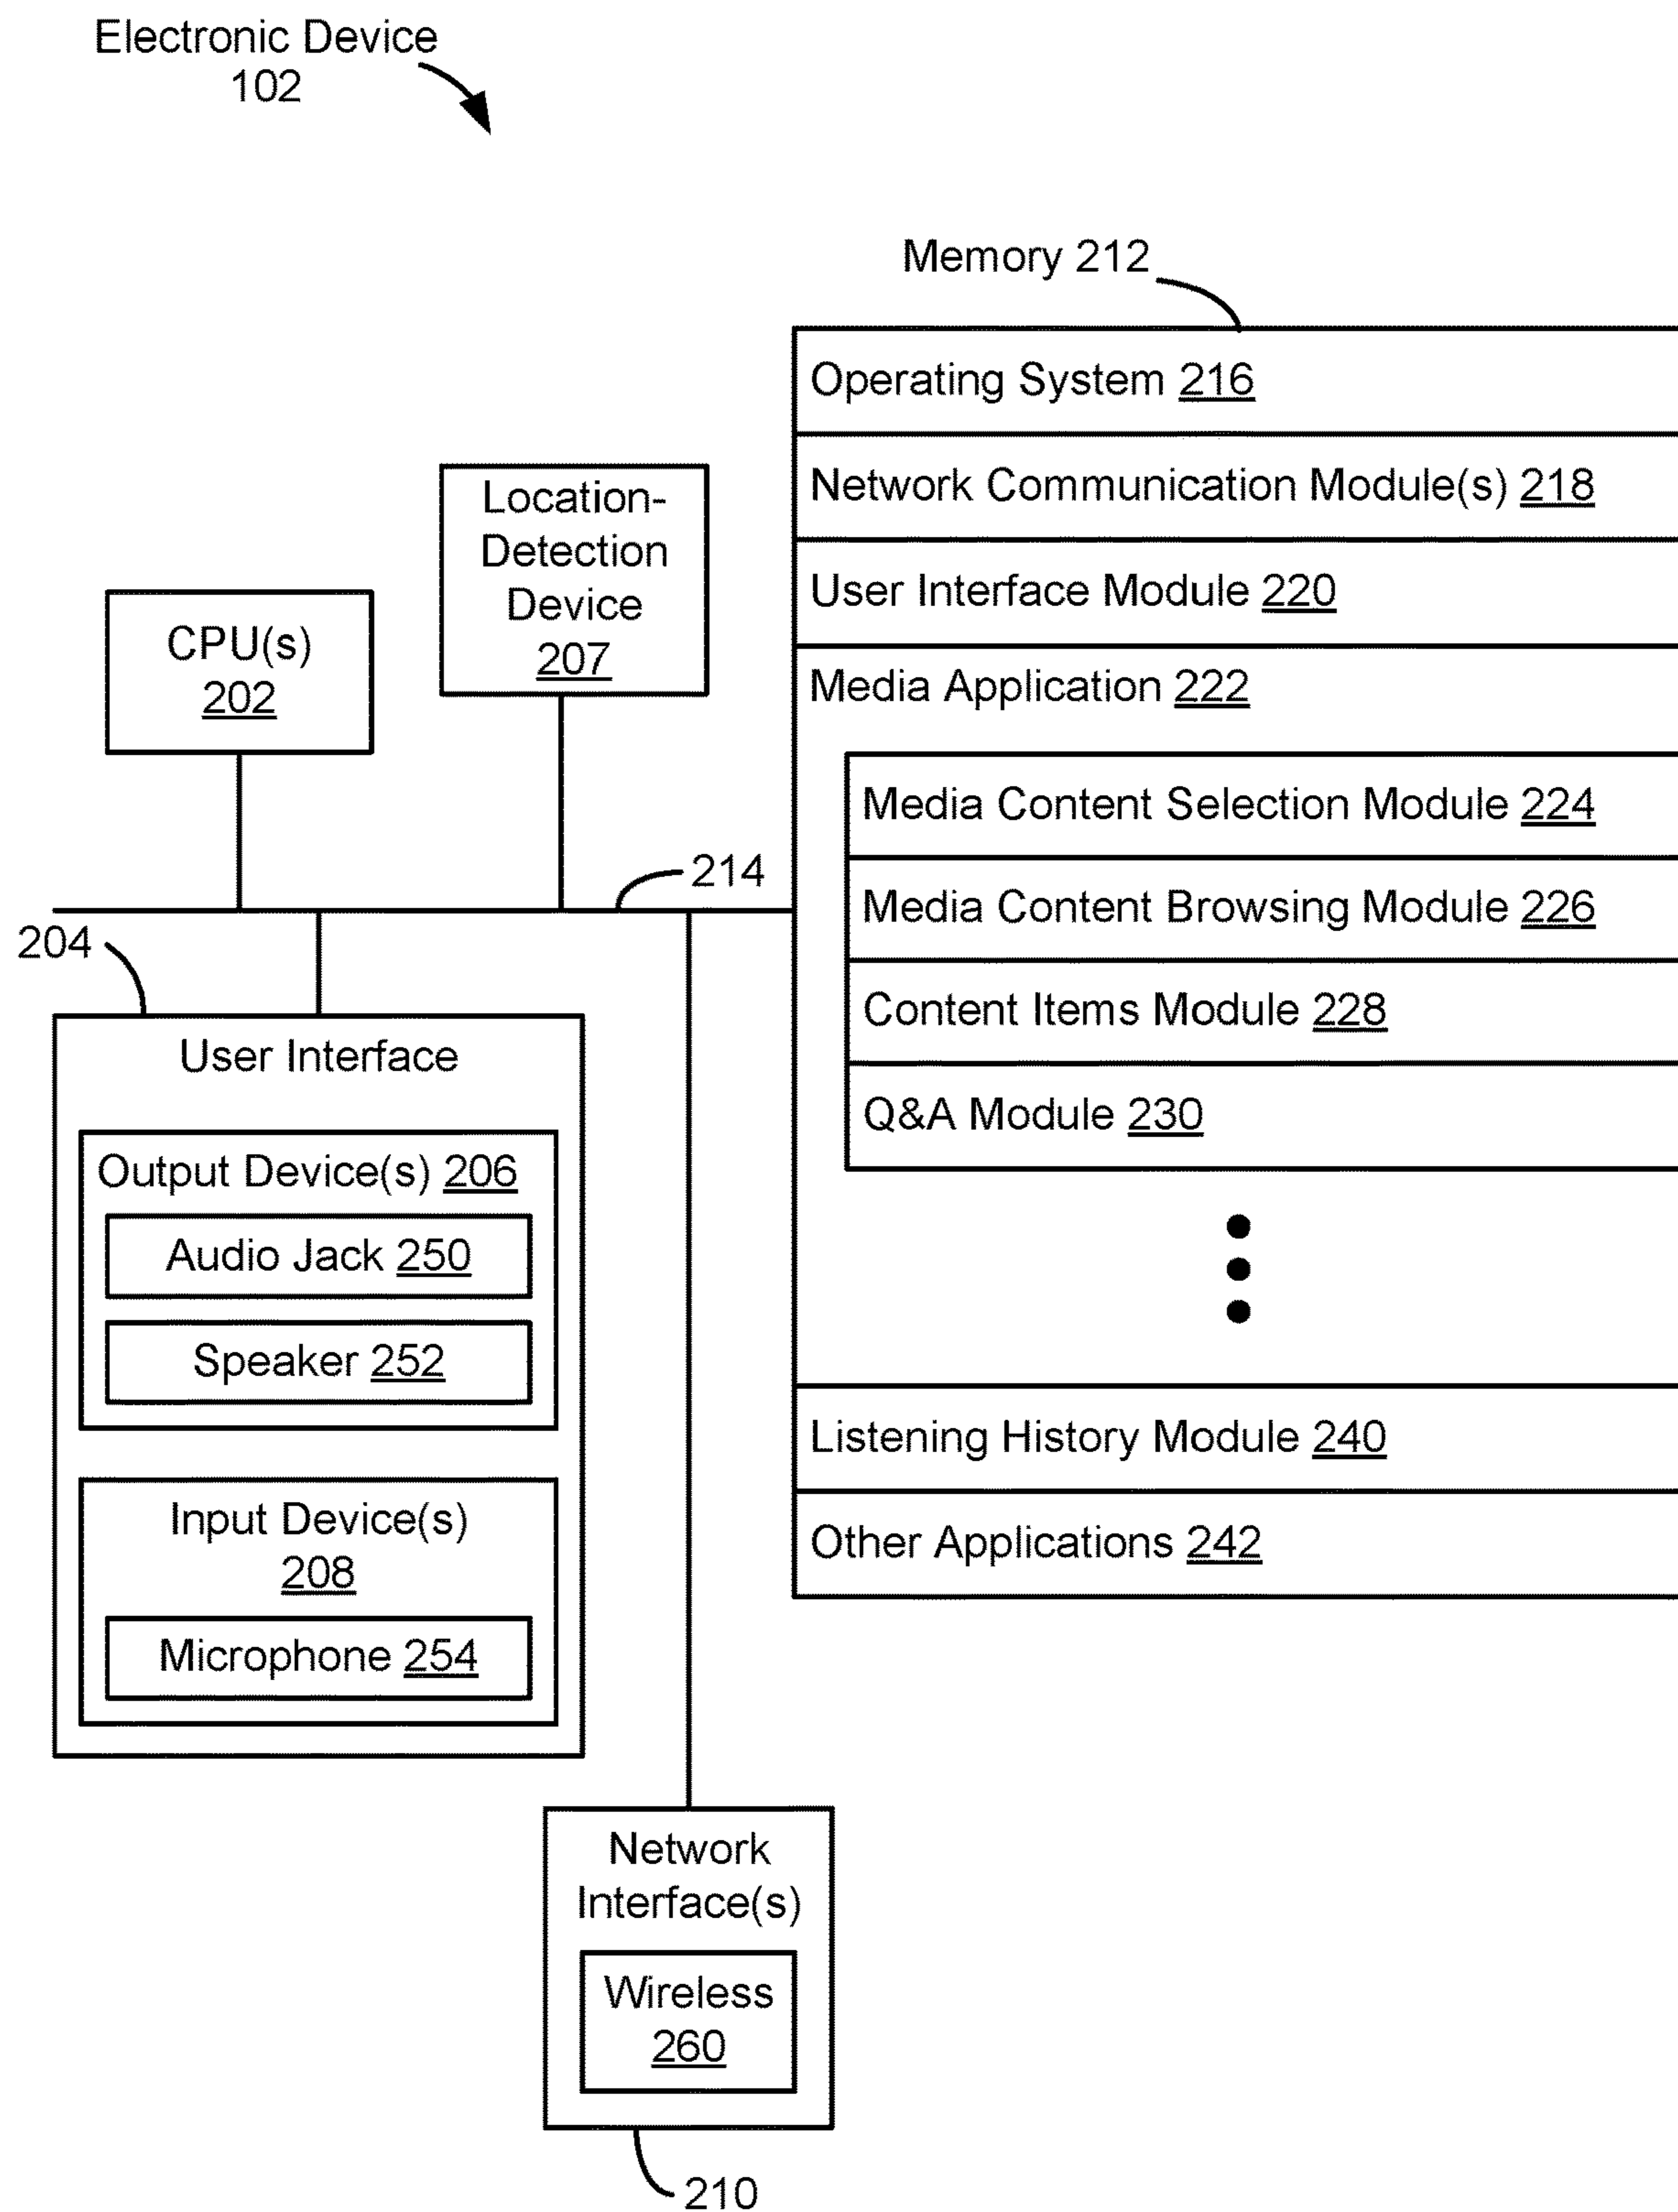 Electronic Device
102
Memory 212
Operating System 216
Network Communication Module(s) 218
User Interface Module 220
Media Application 222
Media Content Selection Module 224
Media Content Browsing Module 226
Content Items Module 228
Q&A Module 230
Listening History Module 240
Other Applications 242
Location-
Detection
Device
207
CPU(s)
202
214
204
User Interface
Output Device(s) 206
Audio Jack 250
Speaker 252
Input Device(s)
208
Microphone 254
Network
Interface(s)
Wireless
260
210